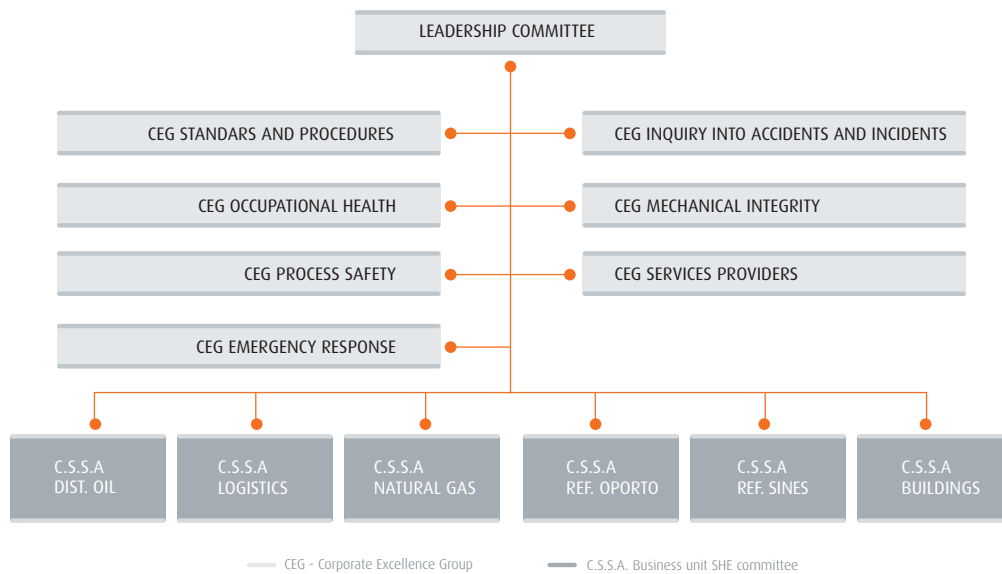 LEADERSHIP COMMITTEE
CEG STANDARS AND PROCEDURES
CEG INQUIRY INTO ACCIDENTS AND INCIDENTS
CEG OCCUPATIONAL HEALTH
CEG MECHANICAL INTEGRITY
CEG PROCESS SAFETY
CEG SERVICES PROVIDERS
CEG EMERGENCY RESPONSE
C.S.S.A
DIST. OIL
C.S.S.A
LOGISTICS
C.S.S.A
NATURAL GAS
C.S.S.A
REF. OPORTO
C.S.S.A
REF. SINES
C.S.S.A
BUILDINGS
CEG - Corporate Excellence Group
C.S.S.A. Business unit SHE committee